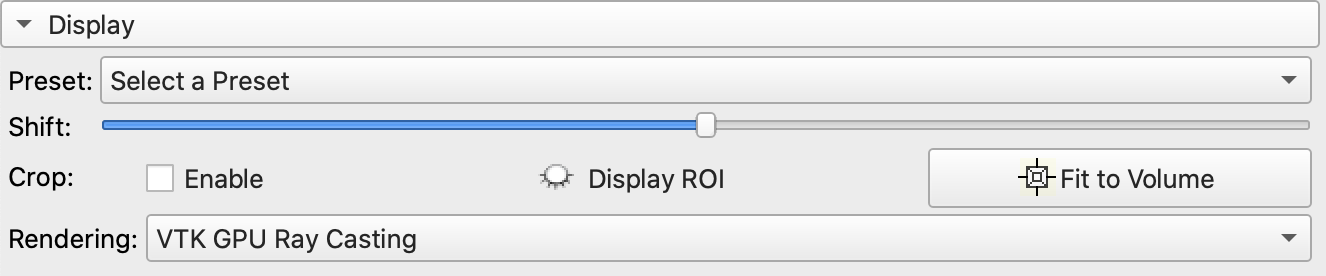 Display
Preset: Select a Preset
Shift:
Crop: Enable Display ROI Fit to Volume
Rendering: VTK GPU Ray Casting